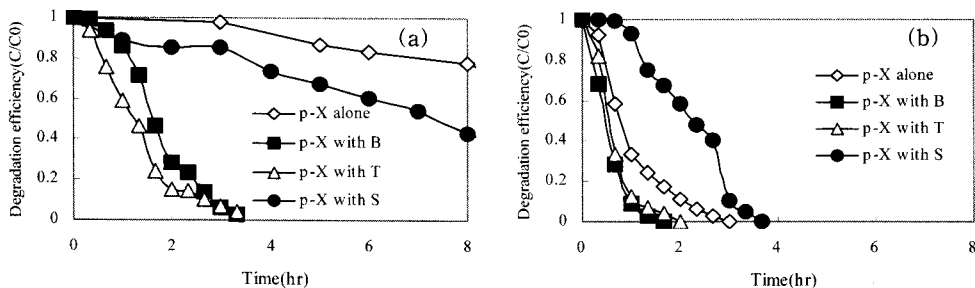 Degradation efficiency(C/C0)
1
0.8
0.6
0.4
0.2
0
(a)
p-X alone
p-X with B
p-X with T
p-X with S
0 2 4 6 8
Time(hr)
Degradation efficiency(C/C0)
1
0.8
0.6
0.4
0.2
0
(b)
p-X alone
p-X with B
p-X with T
p-X with S
0 2 4 6 8
Time(hr)